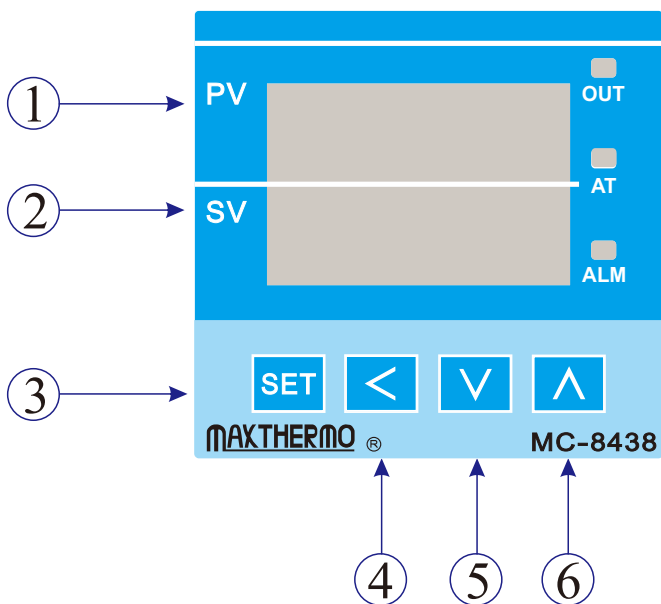 1
PV
OUT
AT
2
SV
ALM
3
SET < V Λ
MAXTHERMO ®
MC-8438
4 5 6